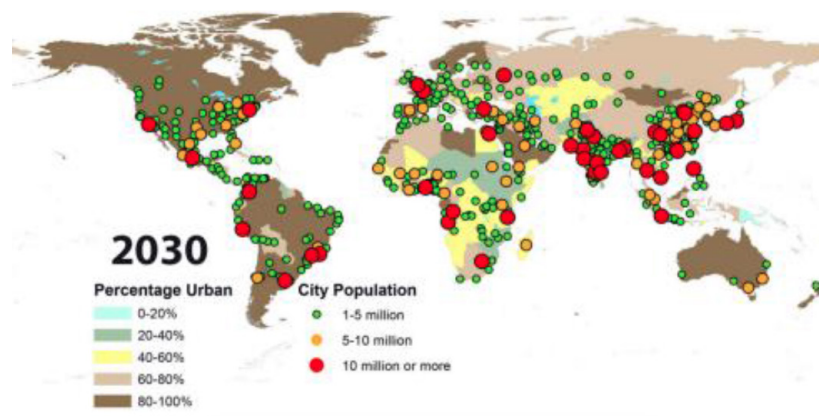 2030
Percentage Urban
0-20%
20-40%
40-60%
60-80%
80-100%
City Population
1-5 million
5-10 million
10 million or more